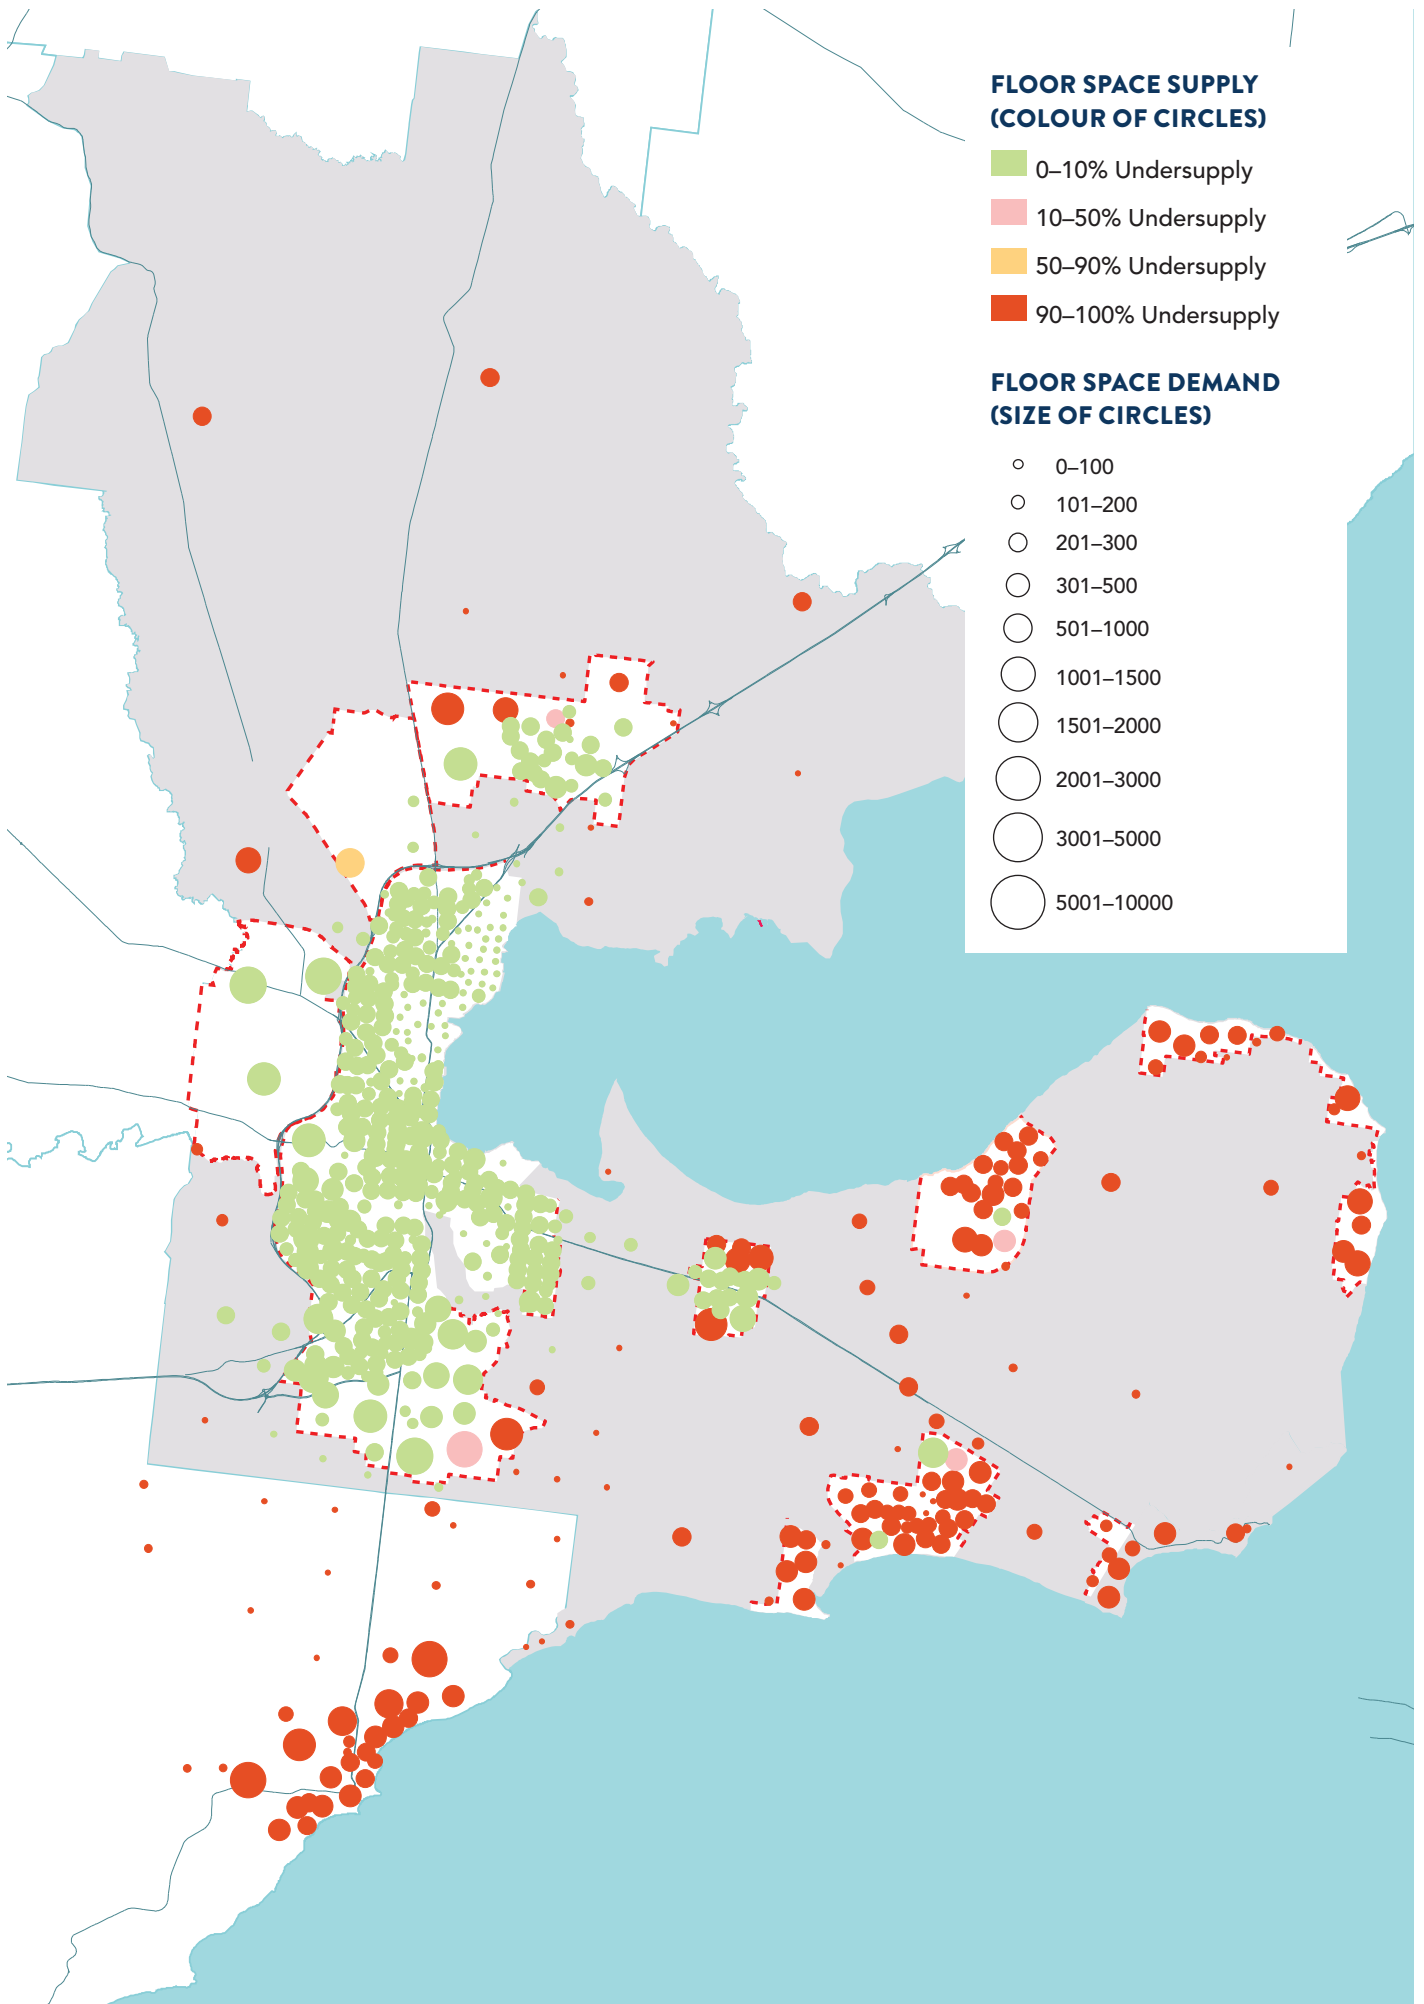 FLOOR SPACE SUPPLY
(COLOUR OF CIRCLES)
0–10% Undersupply
10–50% Undersupply
50–90% Undersupply
90–100% Undersupply
FLOOR SPACE DEMAND
(SIZE OF CIRCLES)
0–100
101–200
201–300
301–500
501–1000
1001–1500
1501–2000
2001–3000
3001–5000
5001–10000